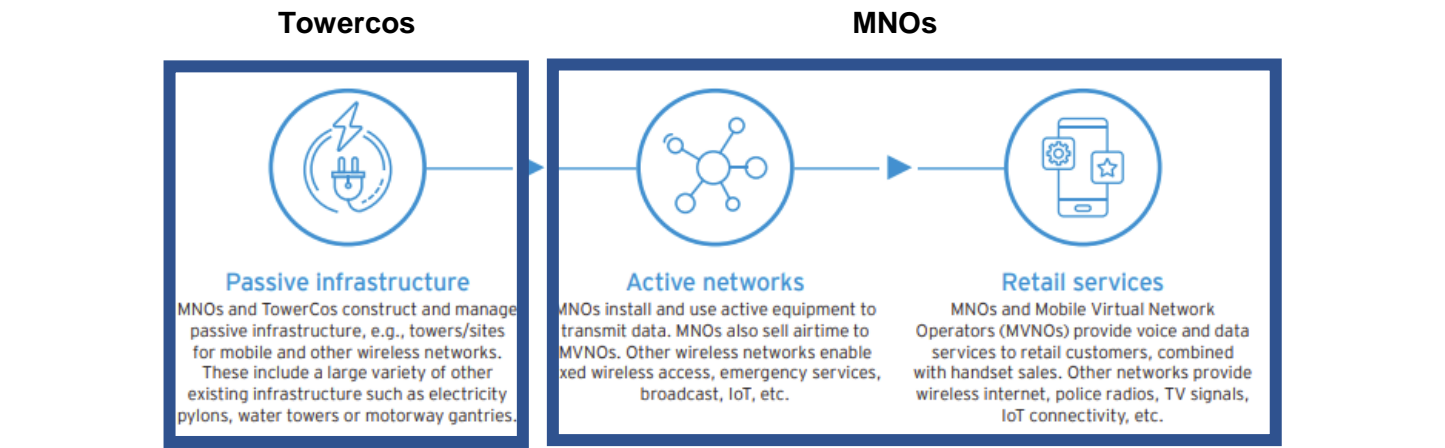 Towercos
MNOs
Passive infrastructure
MNOs and TowerCos construct and manage
passive infrastructure, e.g., towers/sites
for mobile and other wireless networks.
These include a large variety of other
existing infrastructure such as electricity
pylons, water towers or motorway gantries.
Active networks
MNOs install and use active equipment to
transmit data. MNOs also sell airtime to
MVNOs. Other wireless networks enable
xed wireless access, emergency services,
broadcast, IoT, etc.
Retail services
MNOs and Mobile Virtual Network
Operators (MVNOs) provide voice and data
services to retail customers, combined
with handset sales. Other networks provide
wireless internet, police radios, TV signals,
IoT connectivity, etc.